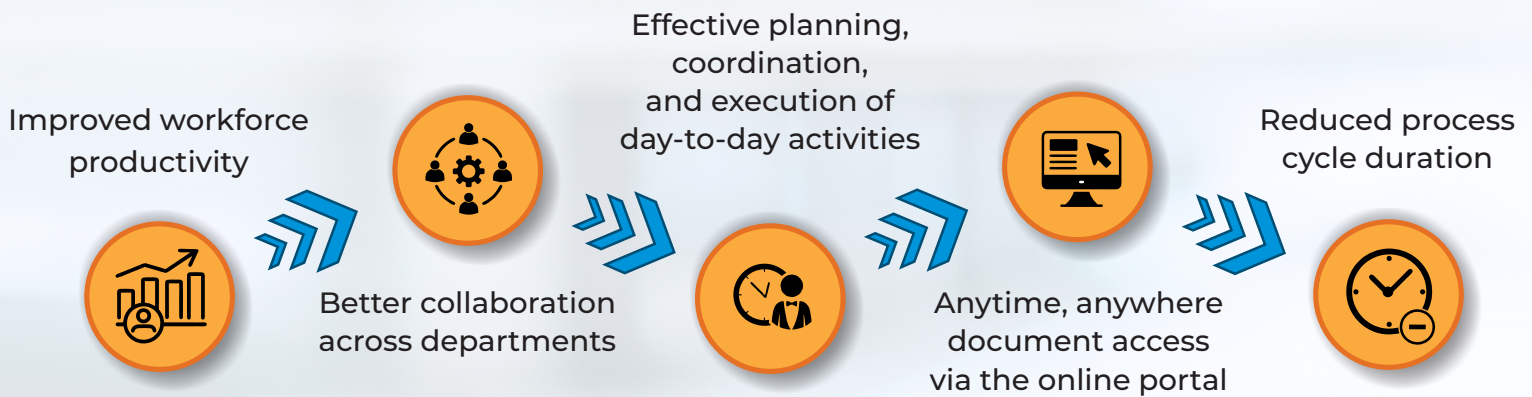 Improved workforce
productivity
Better collaboration
across departments
Effective planning,
coordination,
and execution of
day-to-day activities
Anytime, anywhere
document access
via the online portal
Reduced process
cycle duration